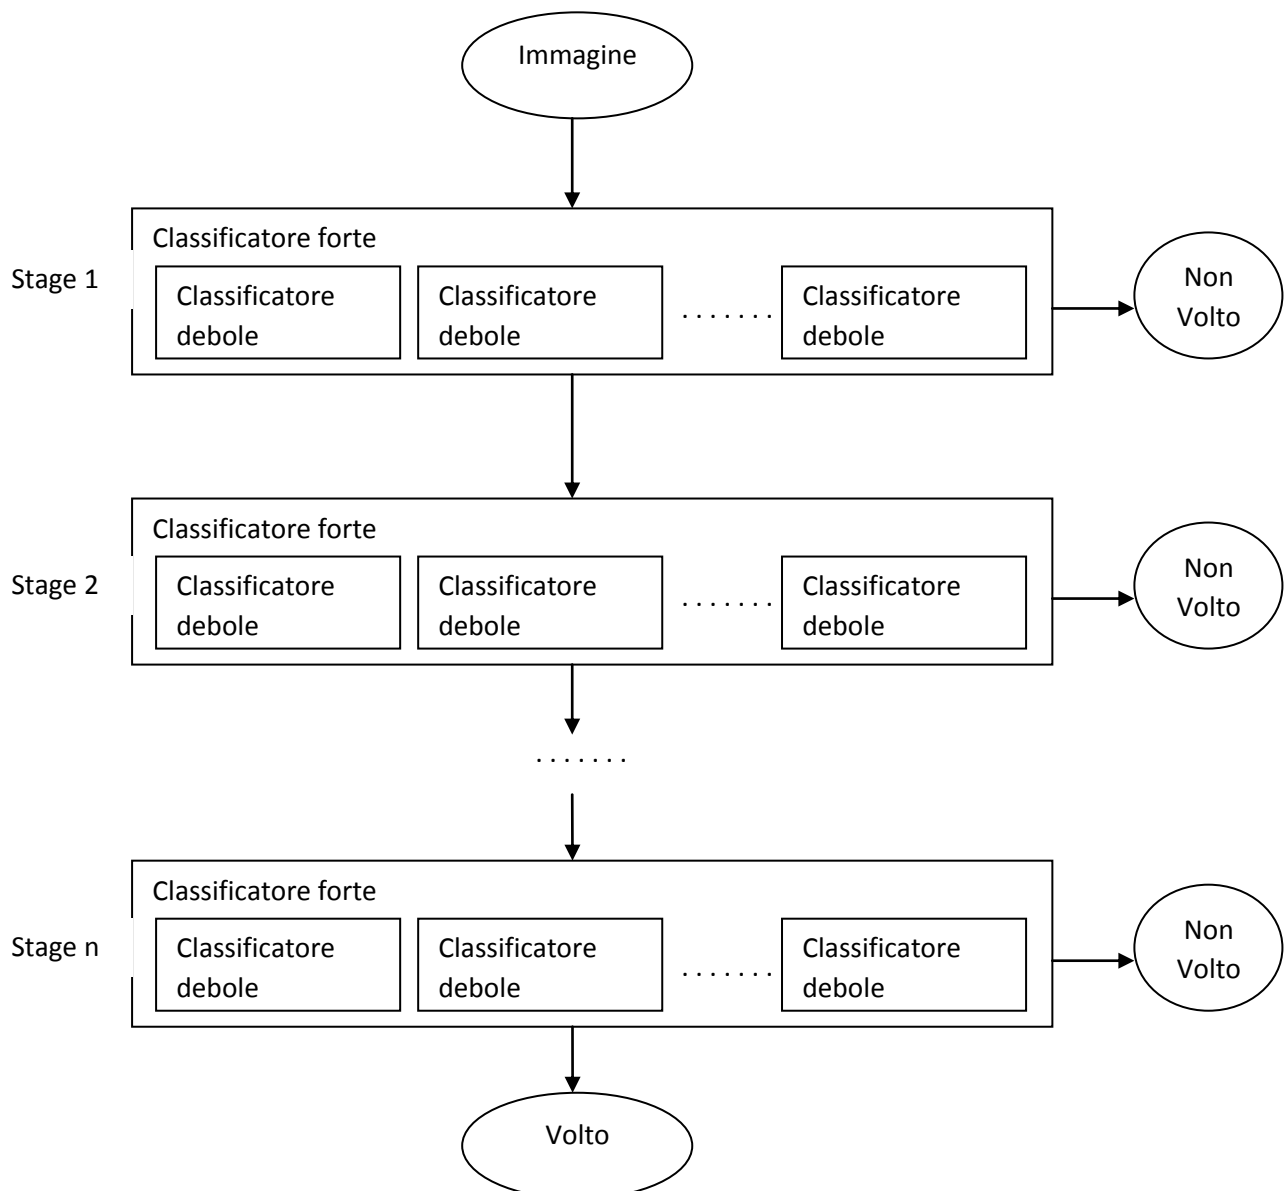 Immagine
Classificatore forte
Stage 1
Classificatore
debole
Classificatore
debole
. . . . . . .
Classificatore
debole
Non
Volto
Classificatore forte
Stage 2
Classificatore
debole
Classificatore
debole
. . . . . . .
Classificatore
debole
Non
Volto
. . . . . . .
Classificatore forte
Stage n
Classificatore
debole
Classificatore
debole
. . . . . . .
Classificatore
debole
Non
Volto
Volto